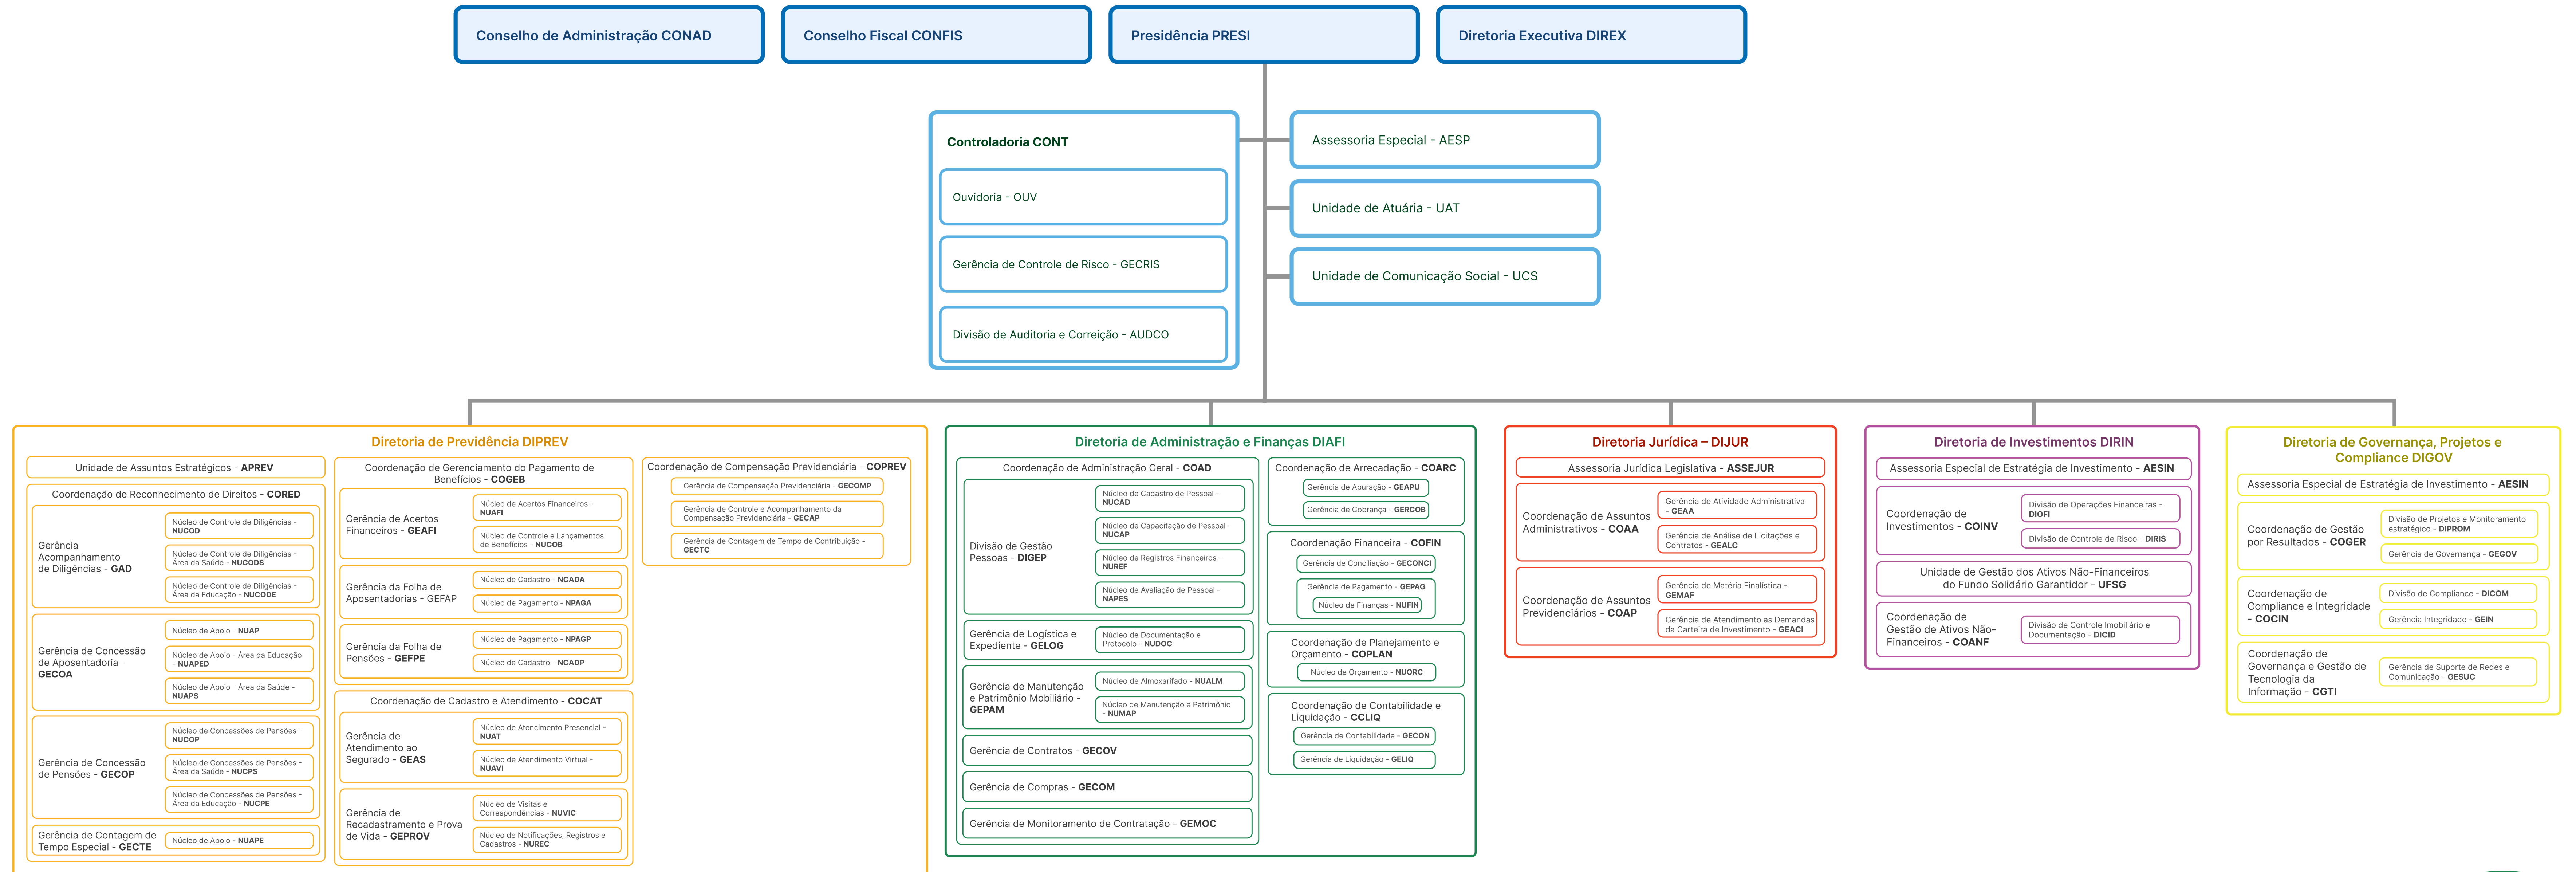 Conselho de Administração CONAD
Conselho Fiscal CONFIS
Presidência PRESI
Diretoria Executiva DIREX
Controladoria CONT
Ouvidoria - OUV
Gerência de Controle de Risco - GECRIS
Divisão de Auditoria e Correição - AUDCO
Assessoria Especial - AESP
Unidade de Atuária - UAT
Unidade de Comunicação Social - UCS
Diretoria de Previdência DIPREV
Unidade de Assuntos Estratégicos - APREV
Coordenação de Reconhecimento de Direitos - CORED
Gerência
Acompanhamento
de Diligências - GAD
Núcleo de Controle de Diligências -
NUCOD
Núcleo de Controle de Diligências -
Área da Saúde - NUCODS
Núcleo de Controle de Diligências -
Área da Educação - NUCODE
Gerência de Concessão
de Aposentadoria -
GECOA
Núcleo de Apoio - NUAP
Núcleo de Apoio - Área da Educação
- NUAPED
Núcleo de Apoio - Área da Saúde -
NUAPS
Gerência de Concessão
de Pensões - GECOP
Núcleo de Concessões de Pensões -
NUCOP
Núcleo de Concessões de Pensões -
Área da Saúde - NUCPS
Núcleo de Concessões de Pensões -
Área da Educação - NUCPE
Gerência de Contagem de
Tempo Especial - GECTE
Núcleo de Apoio - NUAPE
Coordenação de Gerenciamento do Pagamento de
Benefícios - COGEB
Gerência de Acertos
Financeiros - GEAFI
Núcleo de Acertos Financeiros -
NUAFI
Núcleo de Controle e Lançamentos
de Benefícios - NUCOB
Gerência da Folha de
Aposentadorias - GEFAP
Núcleo de Cadastro - NCADA
Núcleo de Pagamento - NPAGA
Gerência da Folha de
Pensões - GEFPE
Núcleo de Pagamento - NPAGP
Núcleo de Cadastro - NCADP
Coordenação de Cadastro e Atendimento - COCAT
Gerência de
Atendimento ao
Segurado - GEAS
Núcleo de Atencimento Presencial -
NUAT
Núcleo de Atendimento Virtual -
NUAVI
Gerência de
Recadastramento e Prova
de Vida - GEPROV
Núcleo de Visitas e
Correspondências - NUVIC
Núcleo de Notificações, Registros e
Cadastros - NUREC
Coordenação de Compensação Previdenciária - COPREV
Gerência de Compensação Previdenciária - GECOMP
Gerência de Controle e Acompanhamento da
Compensação Previdenciária - GECAP
Gerência de Contagem de Tempo de Contribuição -
GECTC
Diretoria de Administração e Finanças DIAFI
Coordenação de Administração Geral - COAD
Divisão de Gestão
Pessoas - DIGEP
Núcleo de Cadastro de Pessoal -
NUCAD
Núcleo de Capacitação de Pessoal -
NUCAP
Núcleo de Registros Financeiros -
NUREF
Núcleo de Avaliação de Pessoal -
NAPES
Gerência de Logística e
Expediente - GELOG
Núcleo de Documentação e
Protocolo - NUDOC
Gerência de Manutenção
e Patrimônio Mobiliário -
GEPAM
Núcleo de Almoxarifado - NUALM
Núcleo de Manutenção e Patrimônio
- NUMAP
Gerência de Contratos - GECOV
Gerência de Compras - GECOM
Gerência de Monitoramento de Contratação - GEMOC
Coordenação de Arrecadação - COARC
Gerência de Apuração - GEAPU
Gerência de Cobrança - GERCOB
Coordenação Financeira - COFIN
Gerência de Conciliação - GECONCI
Gerência de Pagamento - GEPAG
Núcleo de Finanças - NUFIN
Coordenação de Planejamento e
Orçamento - COPLAN
Núcleo de Orçamento - NUORC
Coordenação de Contabilidade e
Liquidação - CCLIQ
Gerência de Contabilidade - GECON
Gerência de Liquidação - GELIQ
Diretoria Jurídica – DIJUR
Assessoria Jurídica Legislativa - ASSEJUR
Coordenação de Assuntos
Administrativos - COAA
Gerência de Atividade Administrativa
- GEAA
Gerência de Análise de Licitações e
Contratos - GEALC
Coordenação de Assuntos
Previdenciários - COAP
Gerência de Matéria Finalística -
GEMAF
Gerência de Atendimento as Demandas
da Carteira de Investimento - GEACI
Diretoria de Investimentos DIRIN
Assessoria Especial de Estratégia de Investimento - AESIN
Coordenação de
Investimentos - COINV
Divisão de Operações Financeiras -
DIOFI
Divisão de Controle de Risco - DIRIS
Unidade de Gestão dos Ativos Não-Financeiros
do Fundo Solidário Garantidor - UFSG
Coordenação de
Gestão de Ativos Não-
Financeiros - COANF
Divisão de Controle Imobiliário e
Documentação - DICID
Diretoria de Governança, Projetos e
Compliance DIGOV
Assessoria Especial de Estratégia de Investimento - AESIN
Coordenação de Gestão
por Resultados - COGER
Divisão de Projetos e Monitoramento
estratégico - DIPROM
Gerência de Governança - GEGOV
Coordenação de
Compliance e Integridade
- COCIN
Divisão de Compliance - DICOM
Gerência Integridade - GEIN
Coordenação de
Governança e Gestão de
Tecnologia da
Informação - CGTI
Gerência de Suporte de Redes e
Comunicação - GESUC